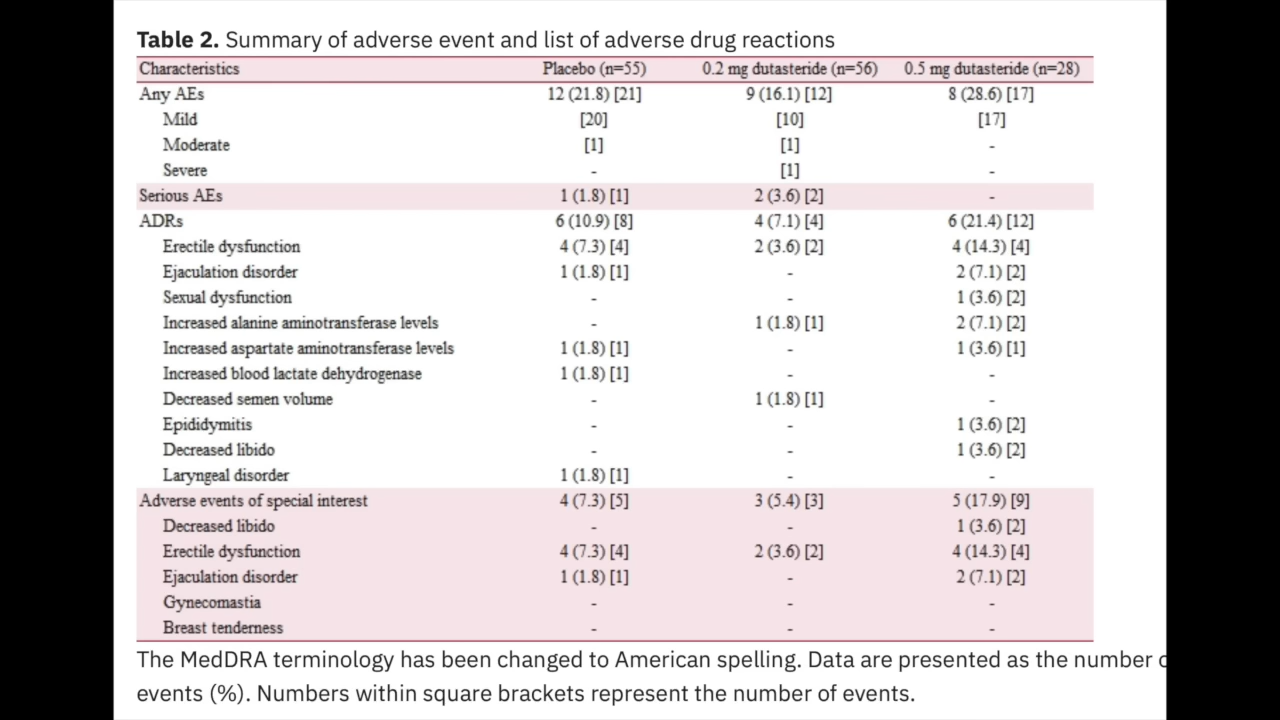 Table 2. Summary of adverse event and list of adverse drug reactions
Characteristics Placebo (n=55) 0.2 mg dutasteride (n=56) 0.5 mg dutasteride (n=28)
Any AEs 12 (21.8) [21] 9 (16.1) [12] 8 (28.6) [17]
Mild [20] [10] [17]
Moderate [1] [1] -
Severe - [1] -
Serious AEs 1 (1.8) [1] 2 (3.6) [2] -
ADRs 6 (10.9) [8] 4 (7.1) [4] 6 (21.4) [12]
Erectile dysfunction 4 (7.3) [4] 2 (3.6) [2] 4 (14.3) [4]
Ejaculation disorder 1 (1.8) [1] - 2 (7.1) [2]
Sexual dysfunction - - 1 (3.6) [2]
Increased alanine aminotransferase levels - 1 (1.8) [1] 2 (7.1) [2]
Increased aspartate aminotransferase levels 1 (1.8) [1] - 1 (3.6) [1]
Increased blood lactate dehydrogenase 1 (1.8) [1] - -
Decreased semen volume - 1 (1.8) [1] -
Epididymitis - - 1 (3.6) [2]
Decreased libido - - 1 (3.6) [2]
Laryngeal disorder 1 (1.8) [1] - -
Adverse events of special interest 4 (7.3) [5] 3 (5.4) [3] 5 (17.9) [9]
Decreased libido - - 1 (3.6) [2]
Erectile dysfunction 4 (7.3) [4] 2 (3.6) [2] 4 (14.3) [4]
Ejaculation disorder 1 (1.8) [1] - 2 (7.1) [2]
Gynecomastia - - -
Breast tenderness - - -
The MedDRA terminology has been changed to American spelling. Data are presented as the number
events (%). Numbers within square brackets represent the number of events.